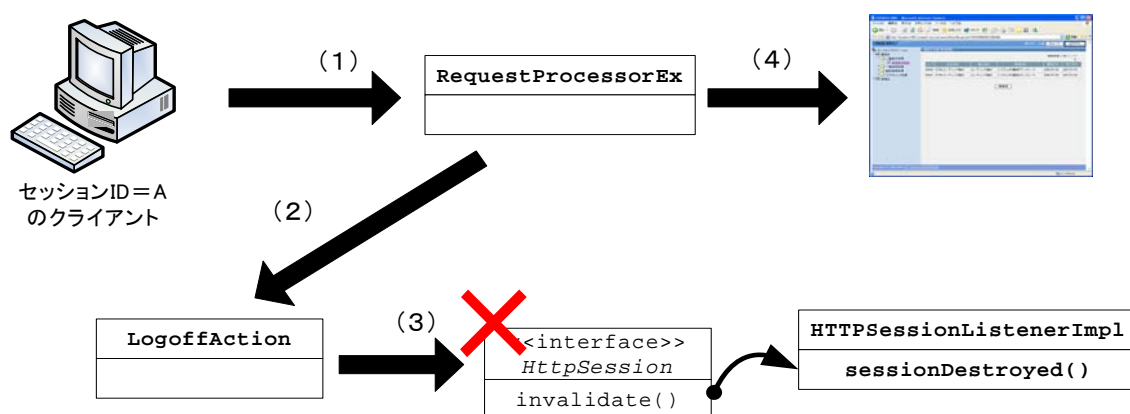 (1)
RequestProcessorEx
(4)
セッションID=A
のクライアント
(2)
LogoffAction
(3)
<<interface>>
HttpSession
invalidate()
HTTPSessionListenerImpl
sessionDestroyed()